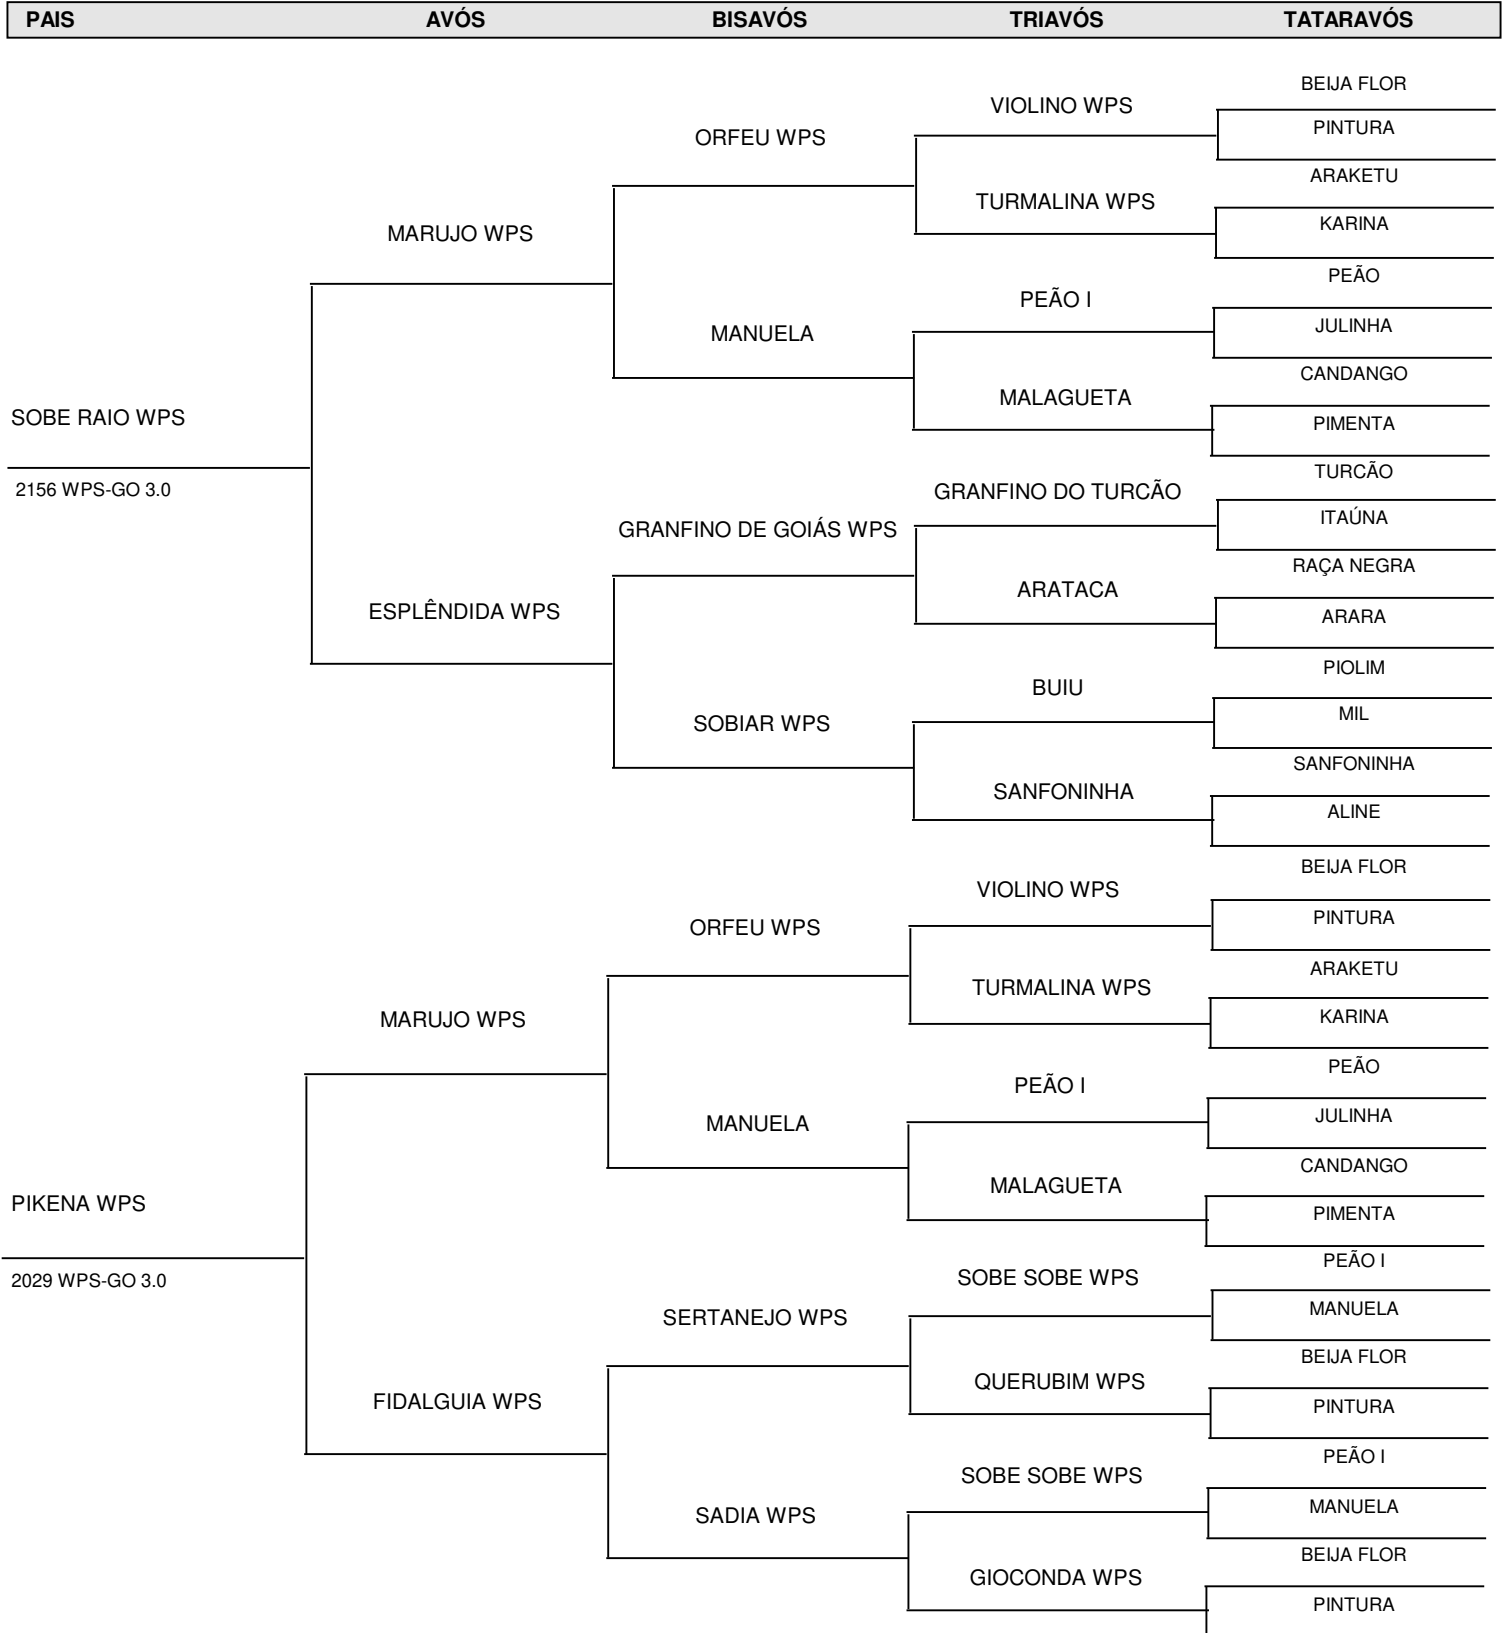 PAIS AVÓS BISAVÓS TRIAVÓS TATARAVÓS
BEIJA FLOR
VIOLINO WPS
PINTURA
ORFEU WPS
ARAKETU
TURMALINA WPS
KARINA
MARUJO WPS
PEÃO
PEÃO I
JULINHA
MANUELA
CANDANGO
MALAGUETA
SOBE RAIO WPS
PIMENTA
TURCÃO
2156 WPS-GO 3.0
GRANFINO DO TURCÃO
ITAÚNA
GRANFINO DE GOIÁS WPS
RAÇA NEGRA
ARATACA
ESPLÊNDIDA WPS
ARARA
PIOLIM
BUIU
MIL
SOBIAR WPS
SANFONINHA
SANFONINHA
ALINE
BEIJA FLOR
VIOLINO WPS
PINTURA
ORFEU WPS
ARAKETU
TURMALINA WPS
KARINA
MARUJO WPS
PEÃO
PEÃO I
JULINHA
MANUELA
CANDANGO
MALAGUETA
PIKENA WPS
PIMENTA
PEÃO I
2029 WPS-GO 3.0
SOBE SOBE WPS
MANUELA
SERTANEJO WPS
BEIJA FLOR
QUERUBIM WPS
FIDALGUIA WPS
PINTURA
PEÃO I
SOBE SOBE WPS
MANUELA
SADIA WPS
BEIJA FLOR
GIOCONDA WPS
PINTURA